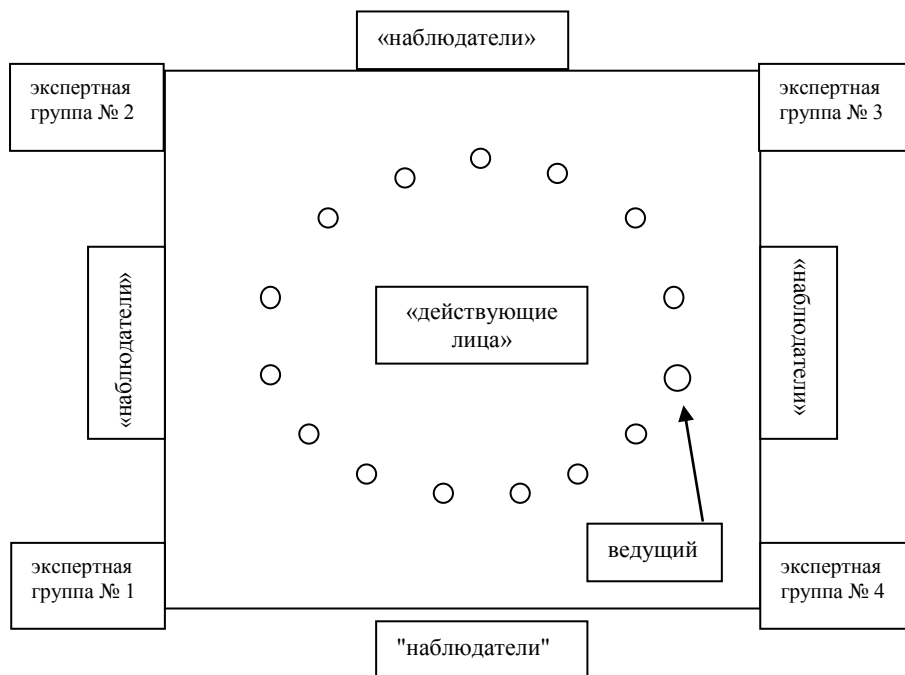 «наблюдатели»
экспертная
группа № 2
экспертная
группа № 3
«наблюдатели»
«действующие
лица»
«наблюдатели»
ведущий
экспертная
группа № 1
экспертная
группа № 4
"наблюдатели"